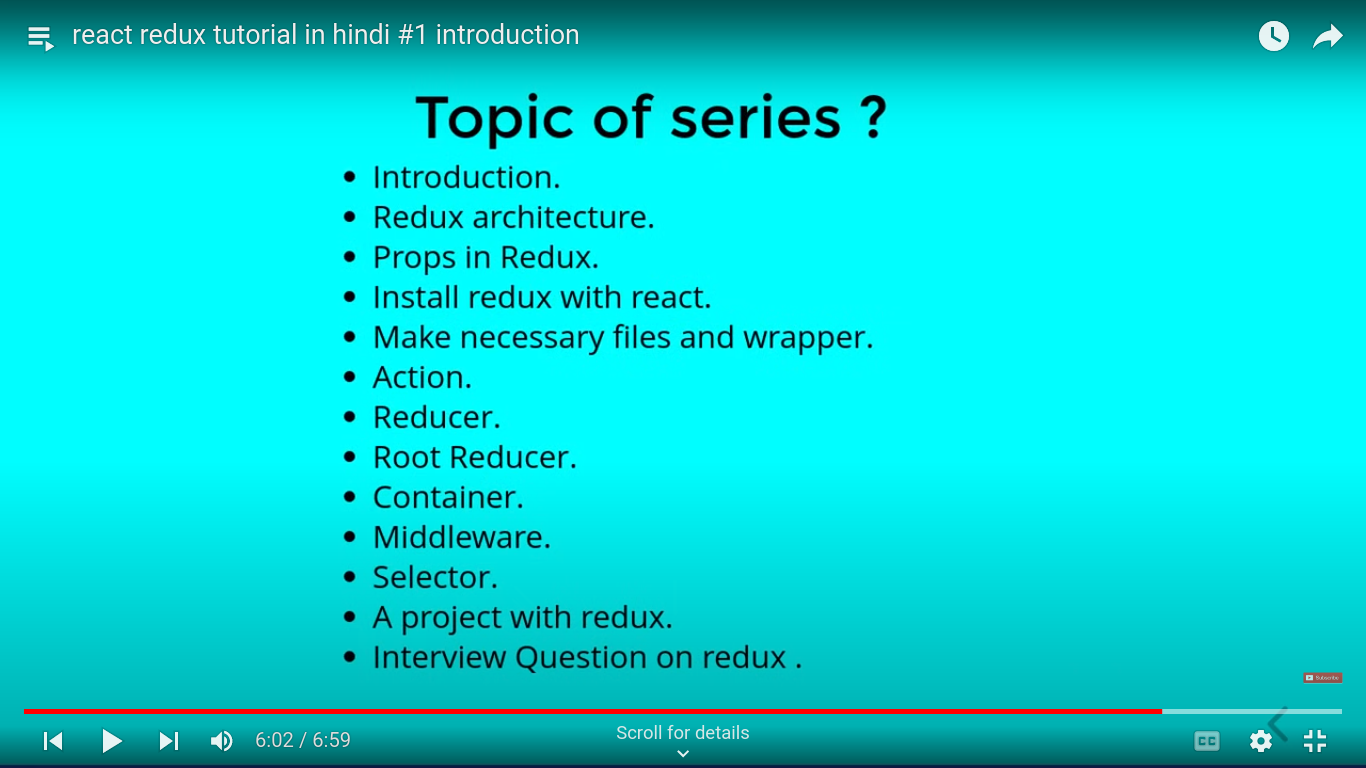 react redux tutorial in hindi #1 introduction
Topic of series ?
• Introduction.
• Redux architecture.
• Props in Redux.
• Install redux with react.
• Make necessary files and wrapper.
• Action.
• Reducer.
• Root Reducer.
• Container.
• Middleware.
• Selector.
• A project with redux.
• Interview Question on redux .
Subscribe
6:02 / 6:59
Scroll for details
CC